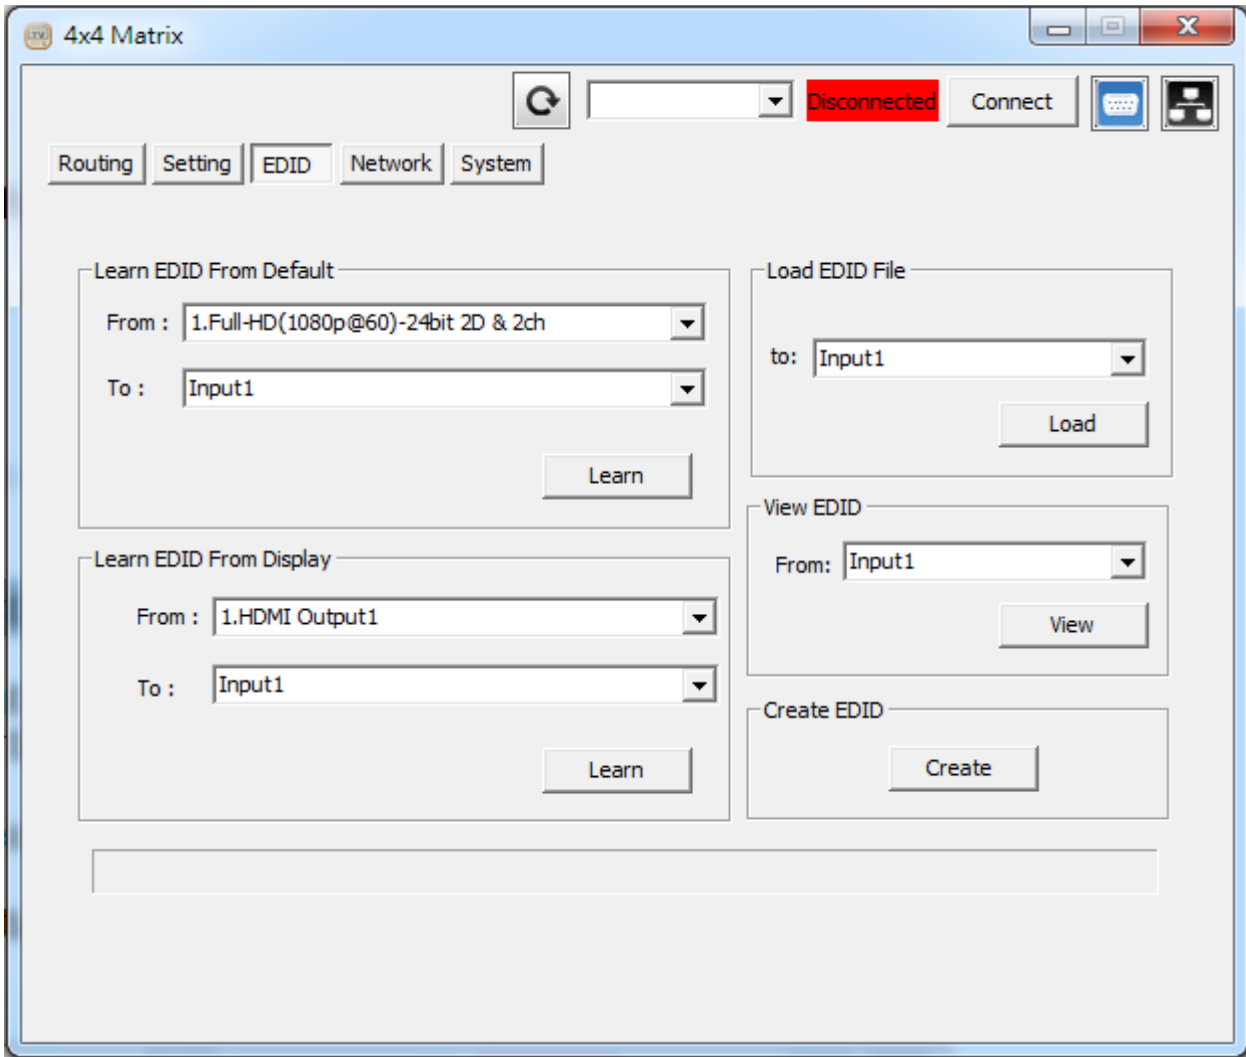 4x4 Matrix
Disconnected Connect
Routing Setting EDID Network System
Learn EDID From Default
From : 1.Full-HD(1080p@60)-24bit 2D & 2ch
To : Input1
Learn
Load EDID File
to: Input1
Load
View EDID
From: Input1
View
Learn EDID From Display
From : 1.HDMI Output1
To : Input1
Learn
Create EDID
Create